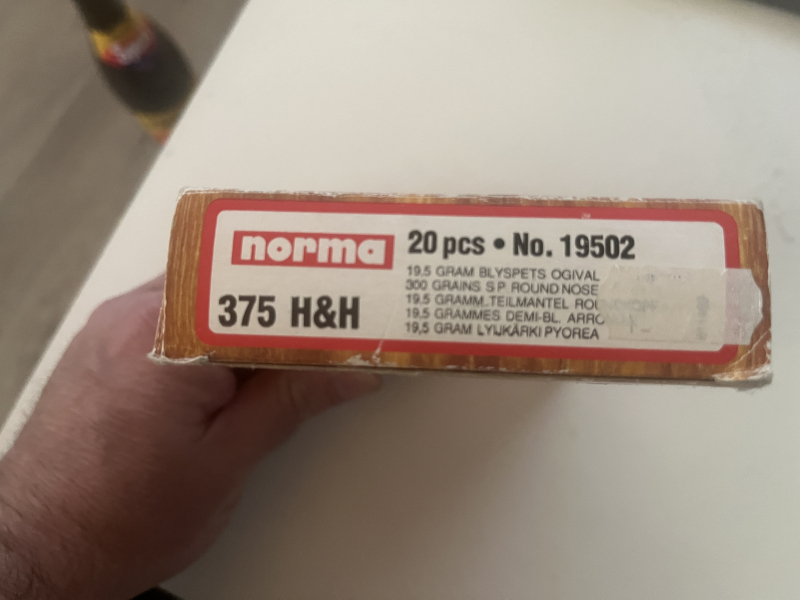 norma
375 H&H
20 pcs • No. 19502
19,5 GRAM BLYSPETS OGIVAL
300 GRAINS S P ROUND NOSE
19,5 GRAMM TEILMANTEL
19,5 GRAMMES DEMI-BL.
19,5 GRAM LYIJKÄRKI PYOREA